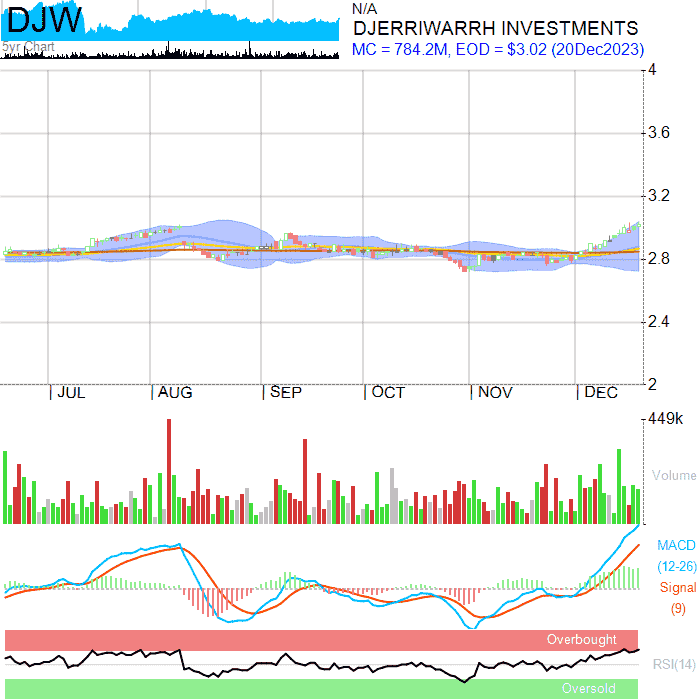 DJW
5yr Chart
N/A
DJERRIWARRH INVESTMENTS
MC = 784.2M, EOD = $3.02 (20Dec2023)
4
3.6
3.2
2.8
2.4
2
JUL AUG SEP OCT NOV DEC
449k
Volume
MACD
(12-26)
Signal
(9)
Overbought
RSI(14)
Oversold